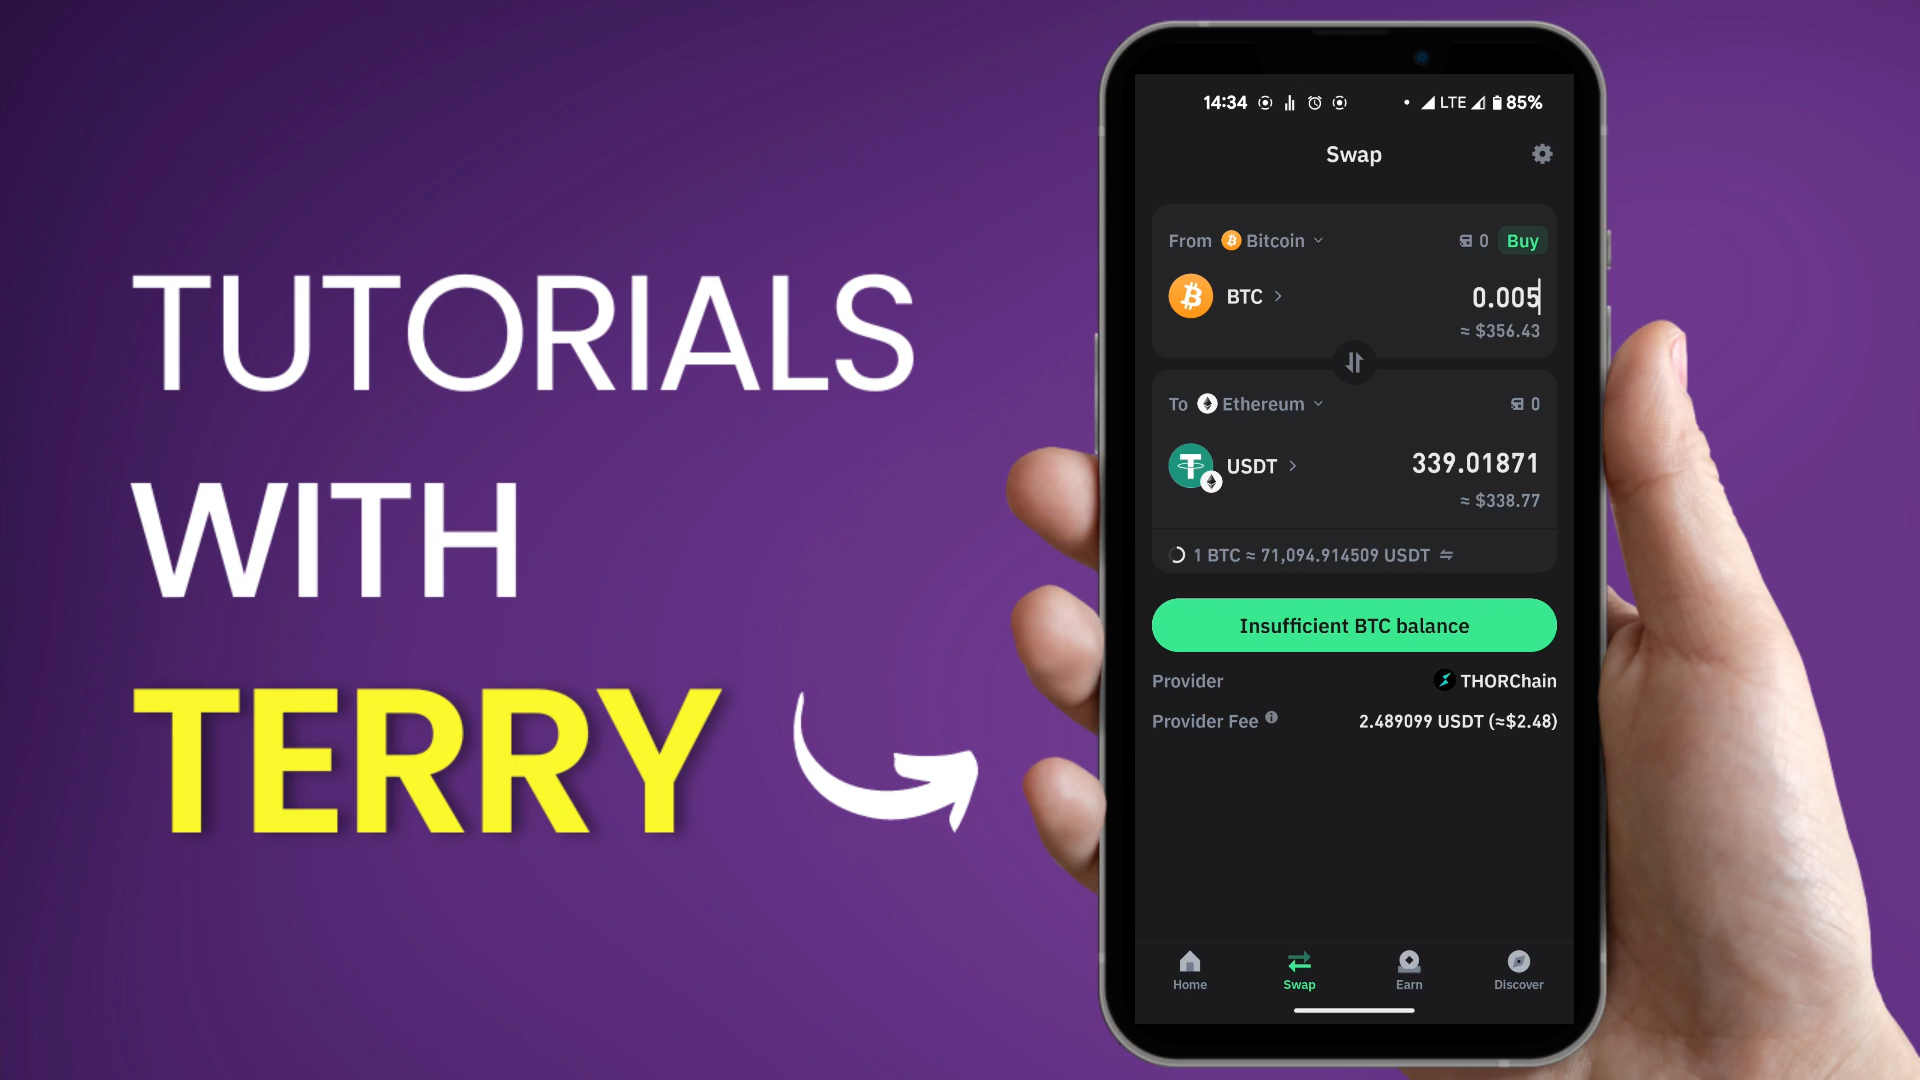 TUTORIALS
WITH
TERRY
14:34 LTE 85%
Swap
From Bitcoin 0 Buy
BTC 0.005
≈ $356.43
To Ethereum 0
USDT 339.01871
≈ $338.77
1 BTC ≈ 71,094.914509 USDT
Insufficient BTC balance
Provider THORChain
Provider Fee 2.489099 USDT (≈$2.48)
Home Swap Earn Discover